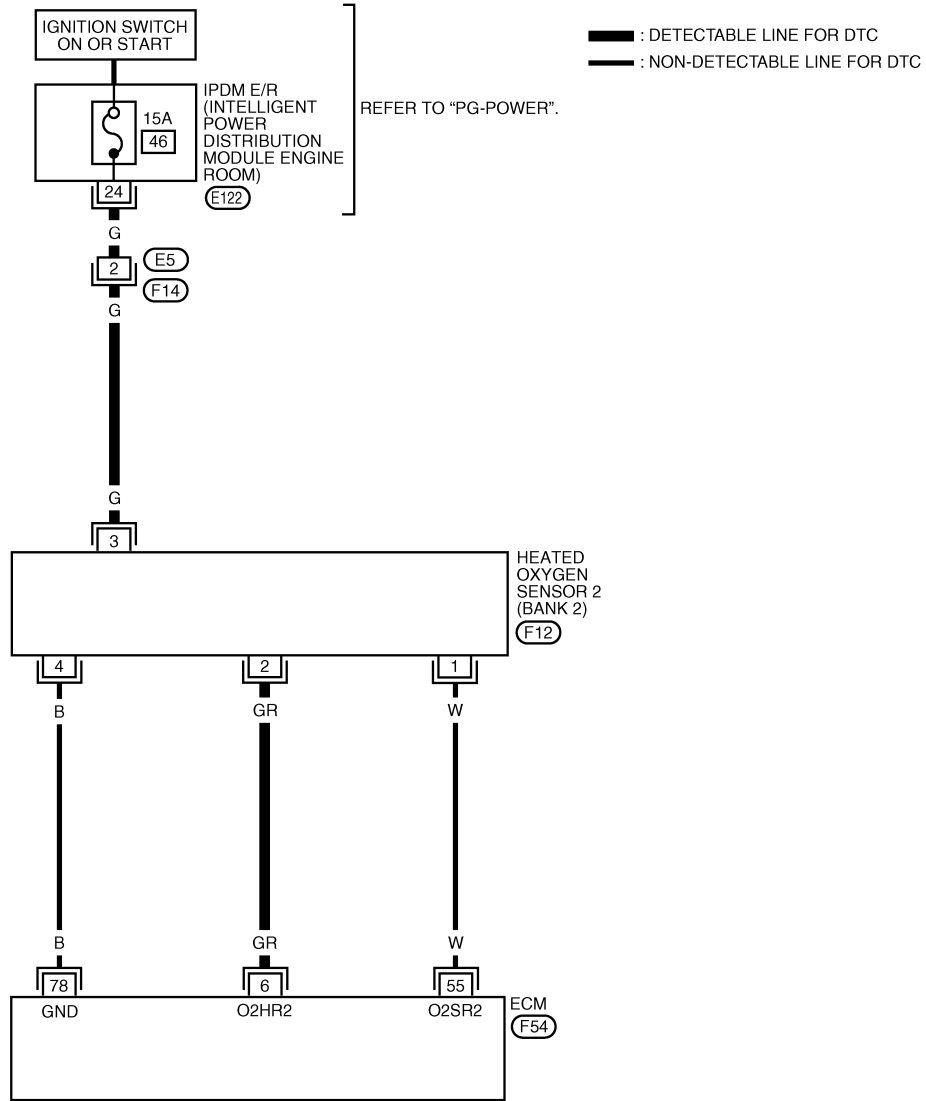 IGNITION SWITCH
ON OR START
: DETECTABLE LINE FOR DTC
: NON-DETECTABLE LINE FOR DTC
IPDM E/R
(INTELLIGENT
POWER
DISTRIBUTION
MODULE ENGINE
ROOM)
E122
15A
46
REFER TO “PG-POWER”.
24
G
2
E5
F14
G
G
3
HEATED
OXYGEN
SENSOR 2
(BANK 2)
F12
4
2
1
B
GR
W
B
GR
W
78
6
55
GND
O2HR2
O2SR2
ECM
F54